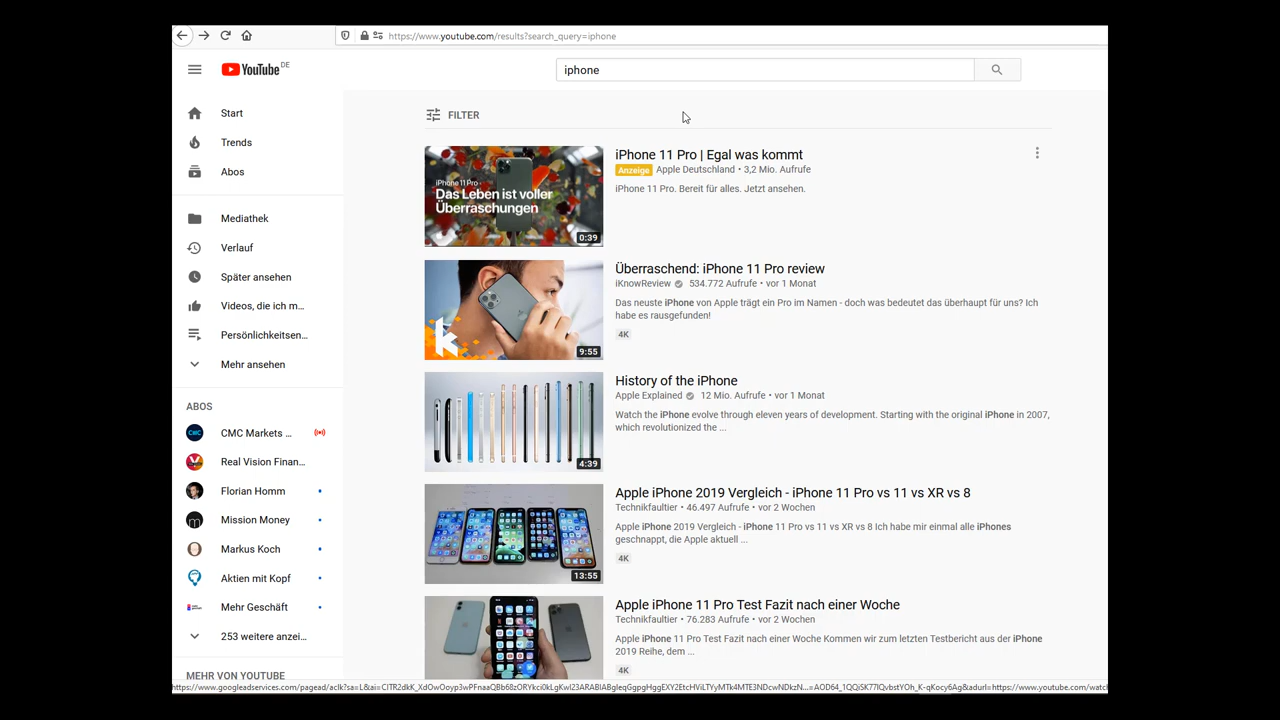 https://www.youtube.com/results?search_query=iphone
YouTube DE
iphone
Start
Trends
Abos
Mediathek
Verlauf
Später ansehen
Videos, die ich m...
Persönlichkeitsen...
Mehr ansehen
ABOS
CMC Markets ...
Real Vision Finan...
Florian Homm
Mission Money
Markus Koch
Aktien mit Kopf
Mehr Geschäft
253 weitere anzei...
MEHR VON YOUTUBE
FILTER
iPhone 11 Pro
Das Leben ist voller
Überraschungen
0:39
iPhone 11 Pro | Egal was kommt
Anzeige Apple Deutschland • 3,2 Mio. Aufrufe
iPhone 11 Pro. Bereit für alles. Jetzt ansehen.
k
9:55
Überraschend: iPhone 11 Pro review
iKnowReview 534.772 Aufrufe • vor 1 Monat
Das neuste iPhone von Apple trägt ein Pro im Namen - doch was bedeutet das überhaupt für uns? Ich
habe es rausgefunden!
4K
4:39
History of the iPhone
Apple Explained 12 Mio. Aufrufe • vor 1 Monat
Watch the iPhone evolve through eleven years of development. Starting with the original iPhone in 2007,
which revolutionized the ...
13:55
Apple iPhone 2019 Vergleich - iPhone 11 Pro vs 11 vs XR vs 8
Technikfaultier • 46.497 Aufrufe • vor 2 Wochen
Apple iPhone 2019 Vergleich - iPhone 11 Pro vs 11 vs XR vs 8 Ich habe mir einmal alle iPhones
geschnappt, die Apple aktuell ...
4K
Apple iPhone 11 Pro Test Fazit nach einer Woche
Technikfaultier • 76.283 Aufrufe • vor 2 Wochen
Apple iPhone 11 Pro Test Fazit nach einer Woche Kommen wir zum letzten Testbericht aus der iPhone
2019 Reihe, dem ...
4K